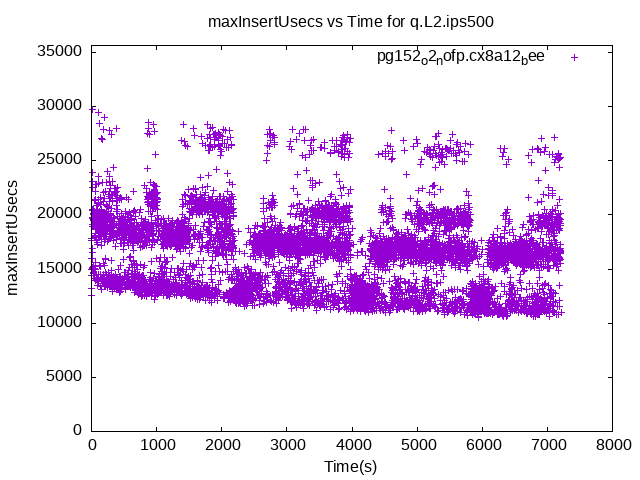 maxInsertUsecs vs Time for q.L2.ips500
pg152_o2_nofp.cx8a12_bee
35000
30000
25000
20000
15000
10000
5000
0
maxInsertUsecs
0 1000 2000 3000 4000 5000 6000 7000 8000
Time(s)